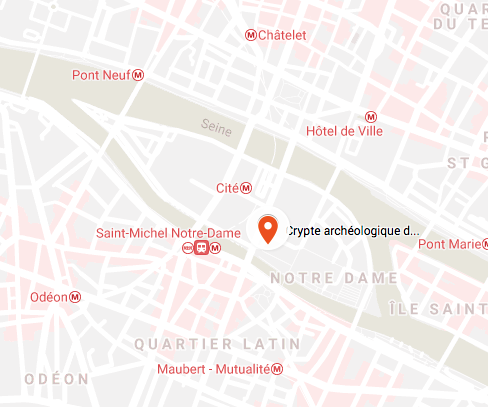 QUAR
DU TE
Châtelet
Pont Neuf
Seine
Hôtel de Ville
ST G
Cité
Saint-Michel Notre-Dame
RER
Crypte archéologique d...
Pont Marie
NOTRE DAME
Odéon
ÎLE SAINT
QUARTIER LATIN
Maubert - Mutualité
ODÉON